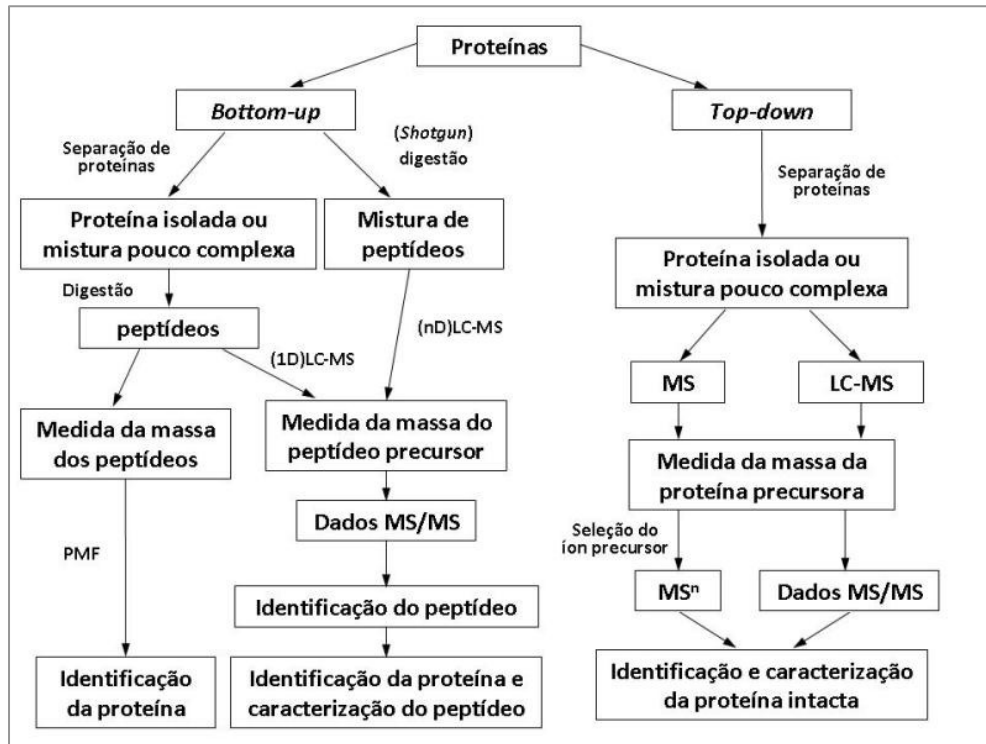 Proteínas
Bottom-up
Top-down
Separação de
proteínas
(Shotgun)
digestão
Separação de
proteínas
Proteína isolada ou
mistura pouco complexa
Mistura de
peptídeos
Proteína isolada ou
mistura pouco complexa
Digestão
peptídeos
(1D)LC-MS
(nD)LC-MS
MS
LC-MS
Medida da massa
dos peptídeos
Medida da massa do
peptídeo precursor
Medida da massa da
proteína precursora
Dados MS/MS
Seleção do
íon precursor
PMF
MSⁿ
Dados MS/MS
Identificação do peptídeo
Identificação
da proteína
Identificação da proteína e
caracterização do peptídeo
Identificação e caracterização
da proteína intacta